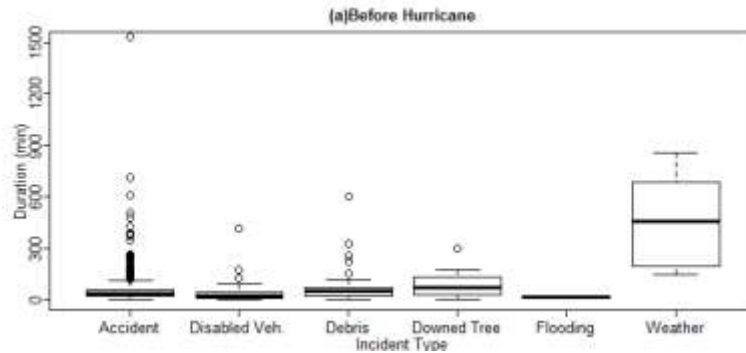 (a)Before Hurricane
Duration (min)
1500
1200
900
600
300
0
Accident Disabled Veh. Debris Downed Tree Flooding Weather
Incident Type